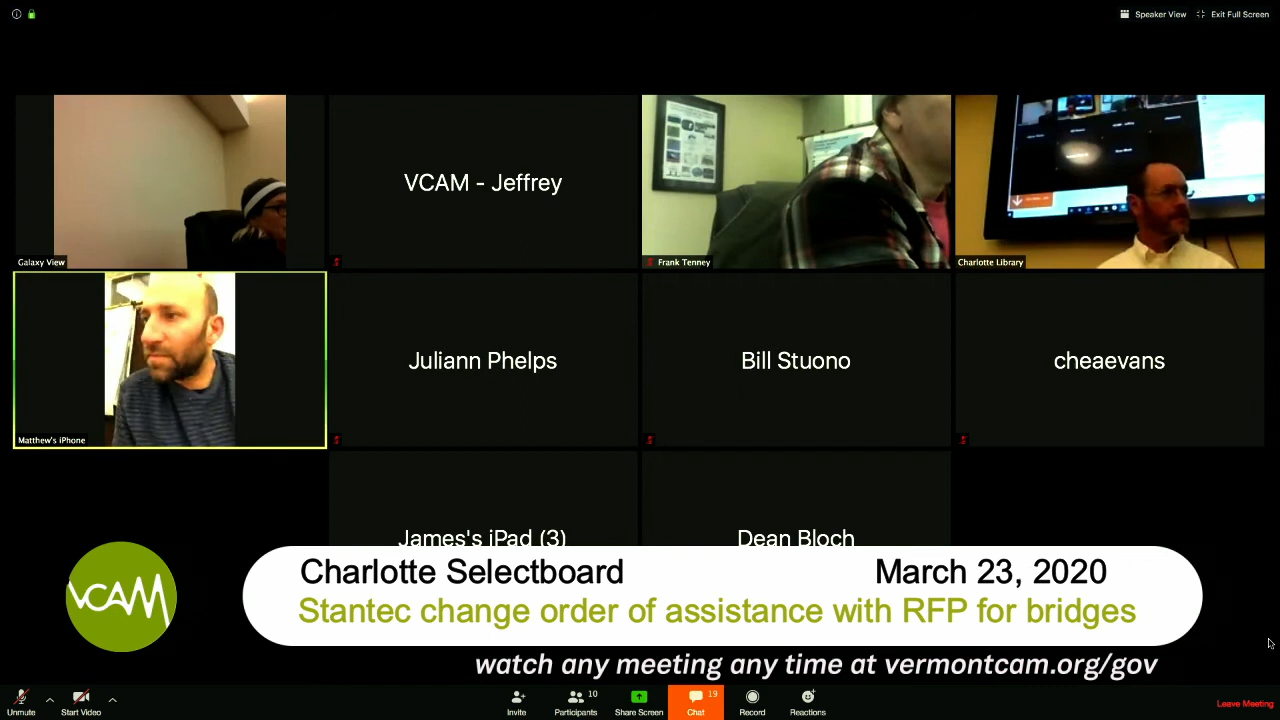 Speaker View
Exit Full Screen
VCAM - Jeffrey
Galaxy View
Frank Tenney
Charlotte Library
Juliann Phelps
Bill Stuono
cheaevans
Matthew's iPhone
James's iPad (3)
Dean Bloch
VCAM
Charlotte Selectboard
March 23, 2020
Stantec change order of assistance with RFP for bridges
watch any meeting any time at vermontcam.org/gov
Unmute
Start Video
Invite
Participants
10
Share Screen
Chat
19
Record
Reactions
Leave Meeting